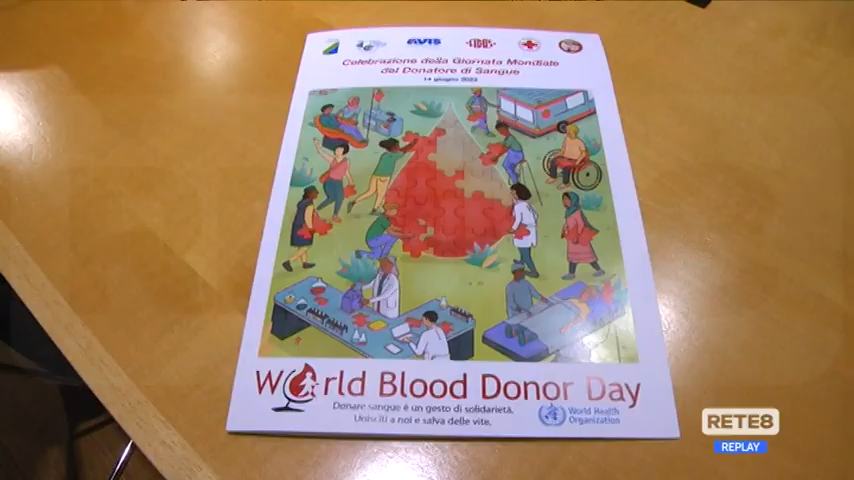 AVIS
FIDAS
Celebrazione della Giornata Mondiale
del Donatore di Sangue
14 giugno 2022
World Blood Donor Day
Donare sangue è un gesto di solidarietà.
Unisciti a noi e salva delle vite.
World Health
Organization
RETE8
REPLAY